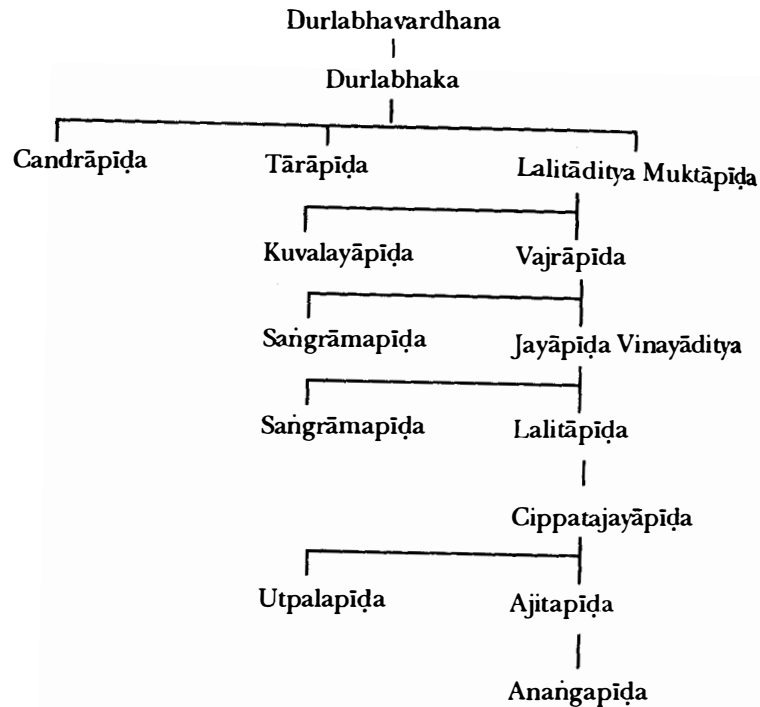 Durlabhavardhana
Durlabhaka
Candrāpīḍa Tārāpīḍa Lalitāditya Muktāpīḍa
Kuvalayāpīḍa Vajrāpīda
Saṅgrāmapīḍa Jayāpīḍa Vinayāditya
Saṅgrāmapīḍa Lalitāpīḍa
Cippatajayāpīḍa
Utpalapīḍa Ajitapīḍa
Anaṅgapīḍa